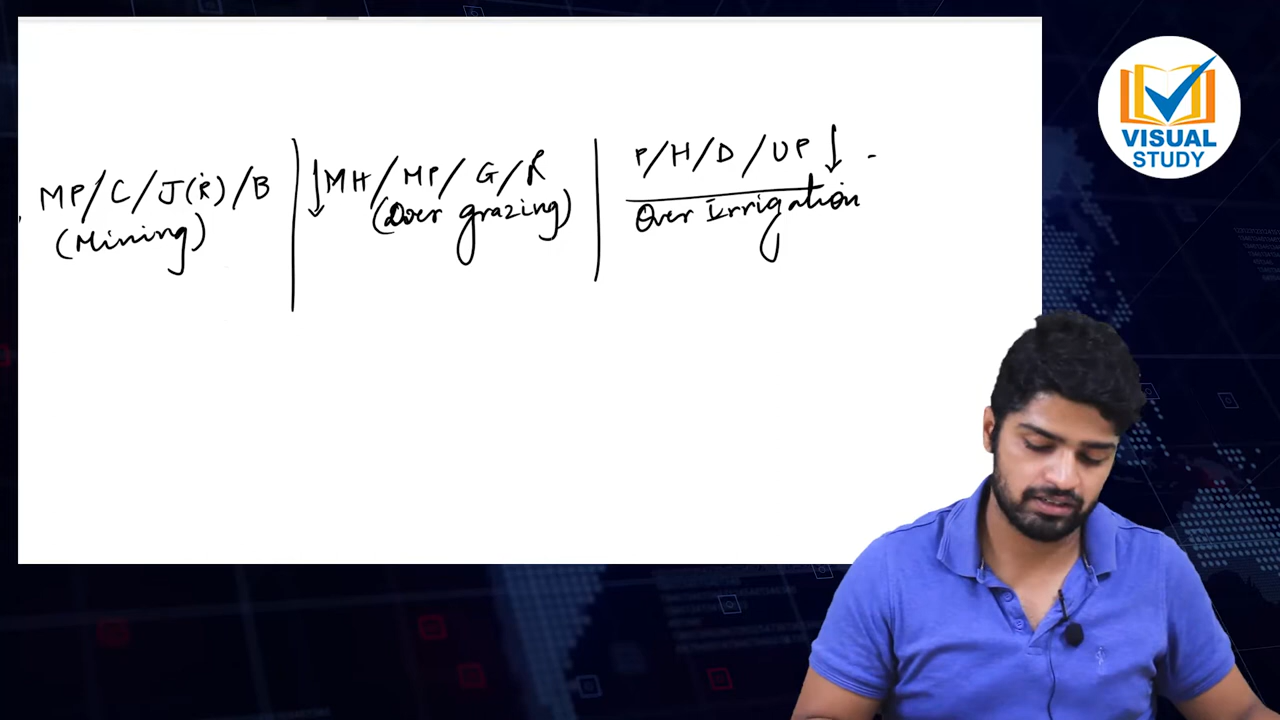 MP/C/J(R)/B
(Mining)
↓MH/MP/G/R
(Over grazing)
P/H/D/UP↓ -
Over Irrigation
VISUAL
STUDY